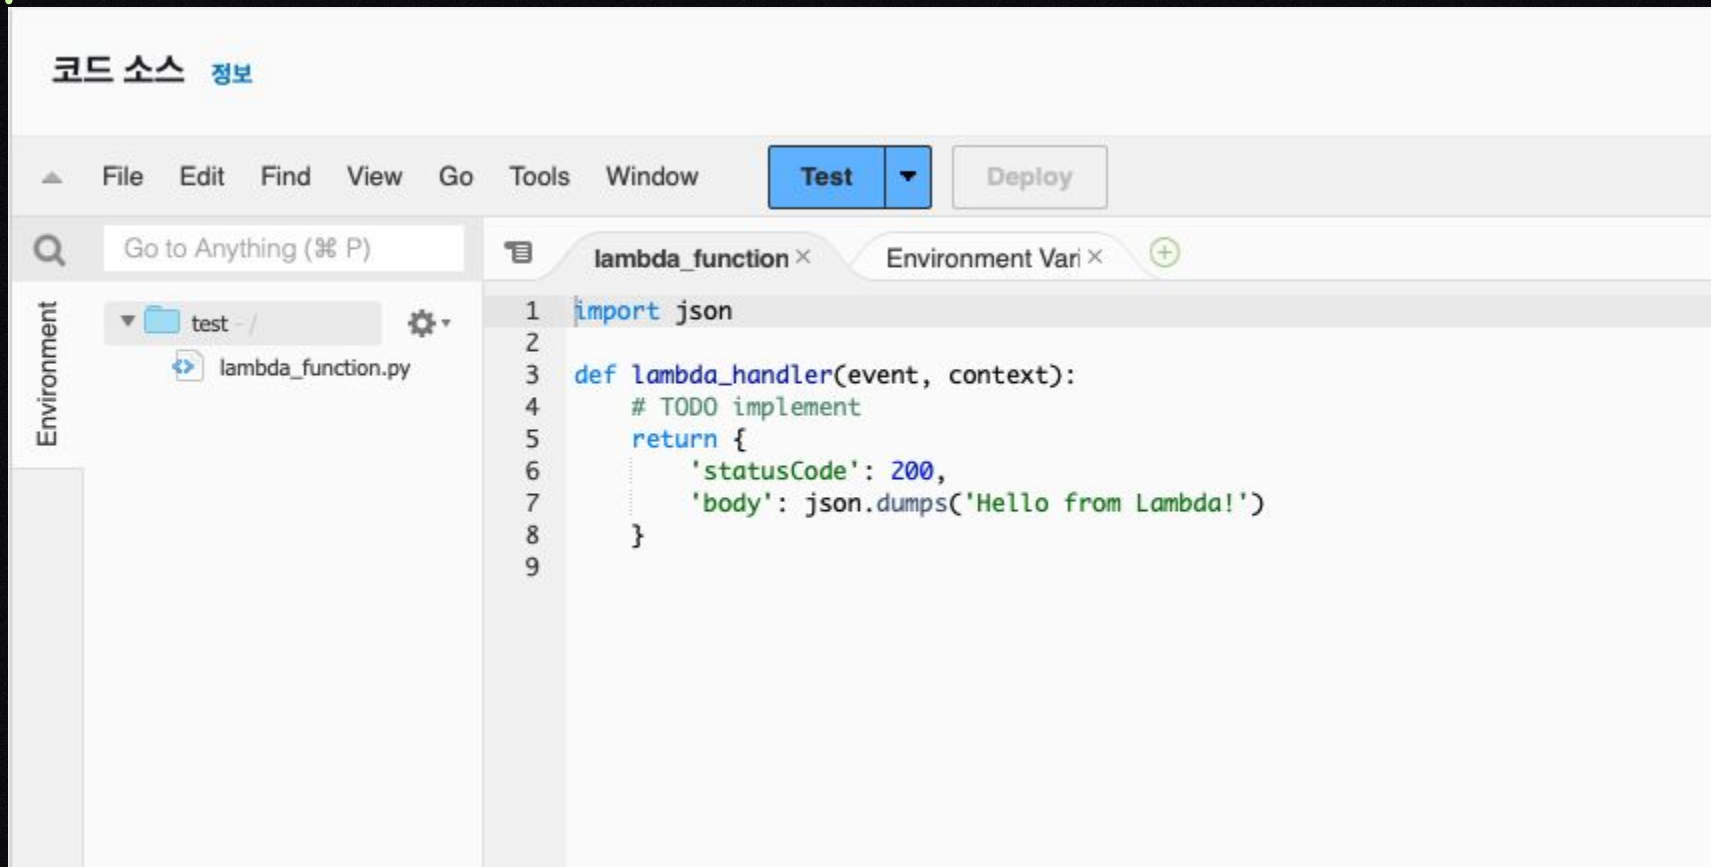 코드 소스 정보
File Edit Find View Go Tools Window Test Deploy
Go to Anything (⌘ P)
lambda_function × Environment Vari ×
Environment
test - /
lambda_function.py
1 import json
2
3 def lambda_handler(event, context):
4     # TODO implement
5     return {
6         'statusCode': 200,
7         'body': json.dumps('Hello from Lambda!')
8     }
9